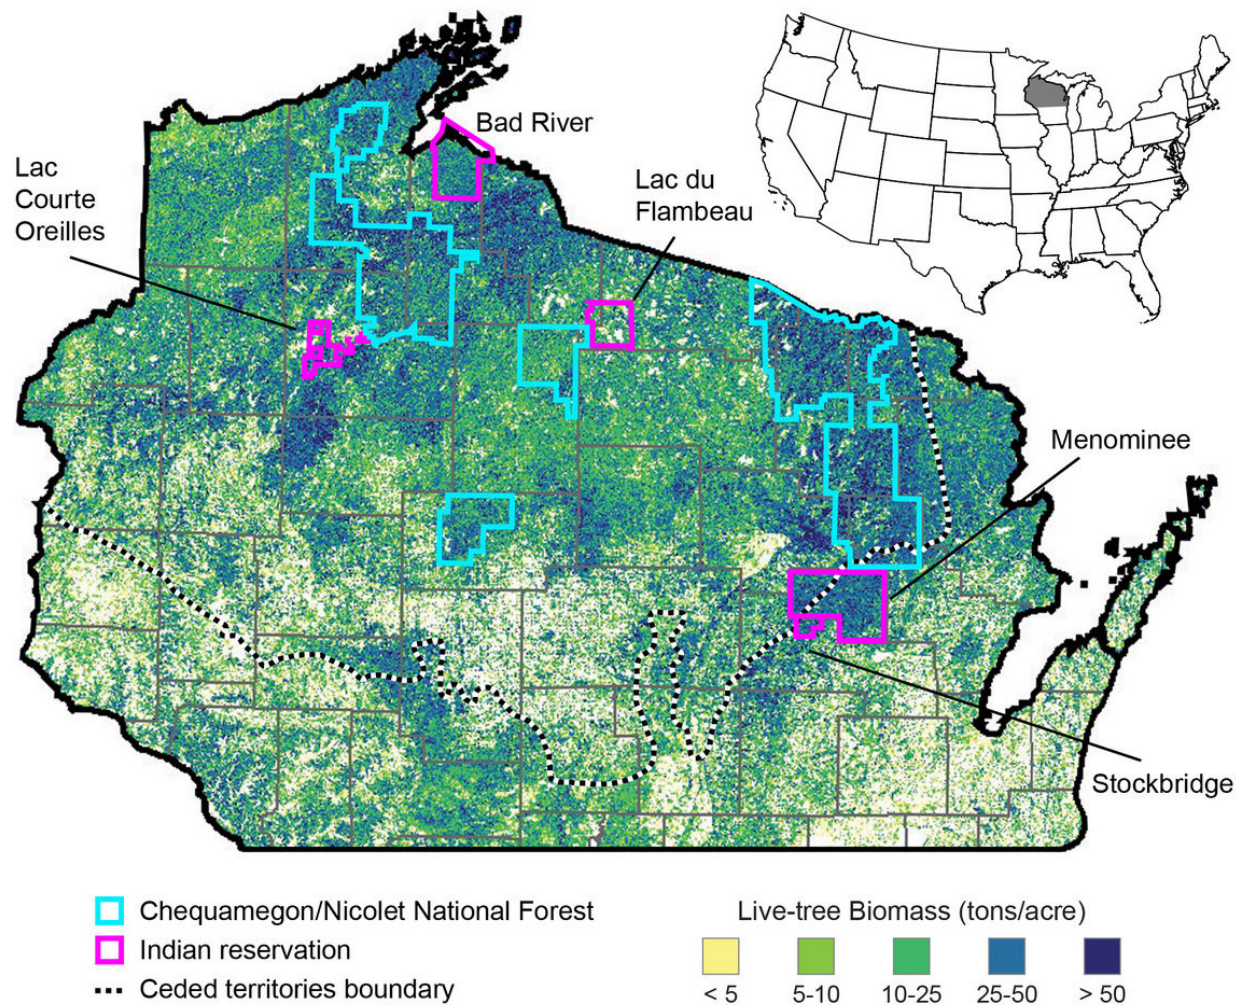 Bad River
Lac
Courte
Oreilles
Lac du
Flambeau
Menominee
Stockbridge
Chequamegon/Nicolet National Forest
Indian reservation
Ceded territories boundary
Live-tree Biomass (tons/acre)
< 5
5-10
10-25
25-50
> 50